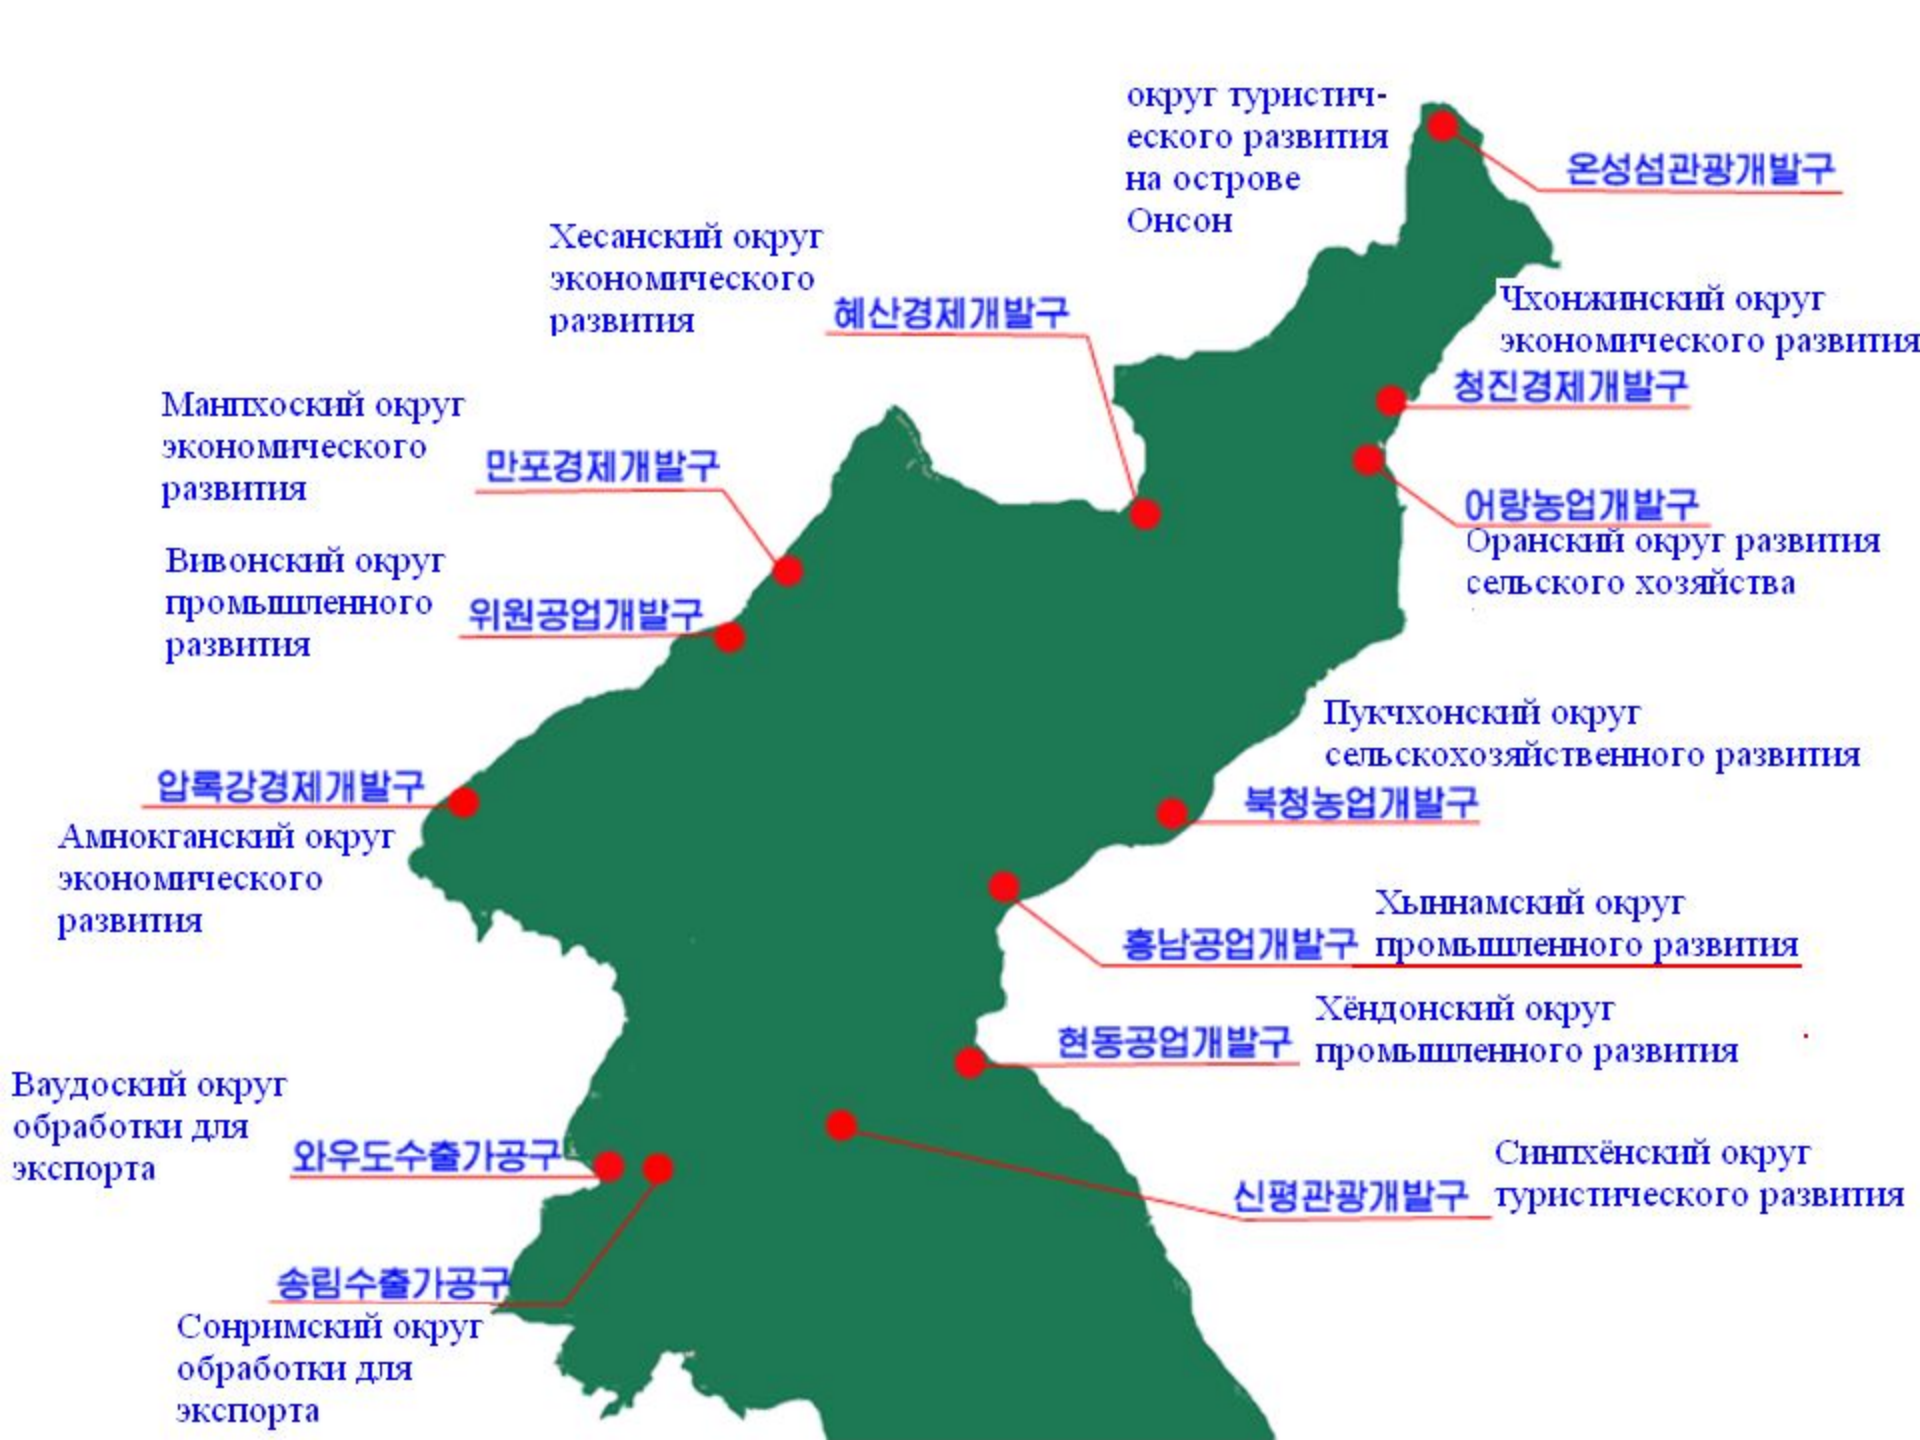 округ туристич-
еского развития
на острове
Онсон
온성섬관광개발구
Хесанский округ
экономического
развития
혜산경제개발구
Чхонжинский округ
экономического развития
청진경제개발구
Манпхоский округ
экономического
развития
만포경제개발구
어랑농업개발구
Оранский округ развития
сельского хозяйства
Вивонский округ
промышленного
развития
위원공업개발구
Пукчхонский округ
сельскохозяйственного развития
북청농업개발구
압록강경제개발구
Амнокганский округ
экономического
развития
흥남공업개발구
Хыннамский округ
промышленного развития
현동공업개발구
Хёндонский округ
промышленного развития
Ваудоский округ
обработки для
экспорта
와우도수출가공구
신평관광개발구
Синпхёнский округ
туристического развития
송림수출가공구
Сонримский округ
обработки для
экспорта